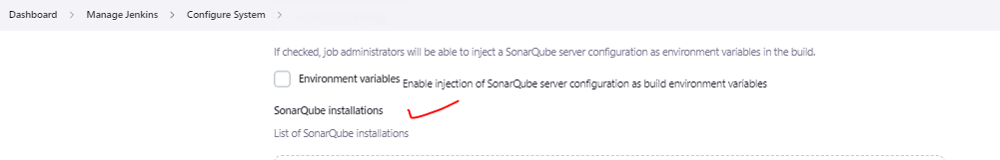 Dashboard > Manage Jenkins > Configure System >
If checked, job administrators will be able to inject a SonarQube server configuration as environment variables in the build.
Environment variables Enable injection of SonarQube server configuration as build environment variables
SonarQube installations
List of SonarQube installations